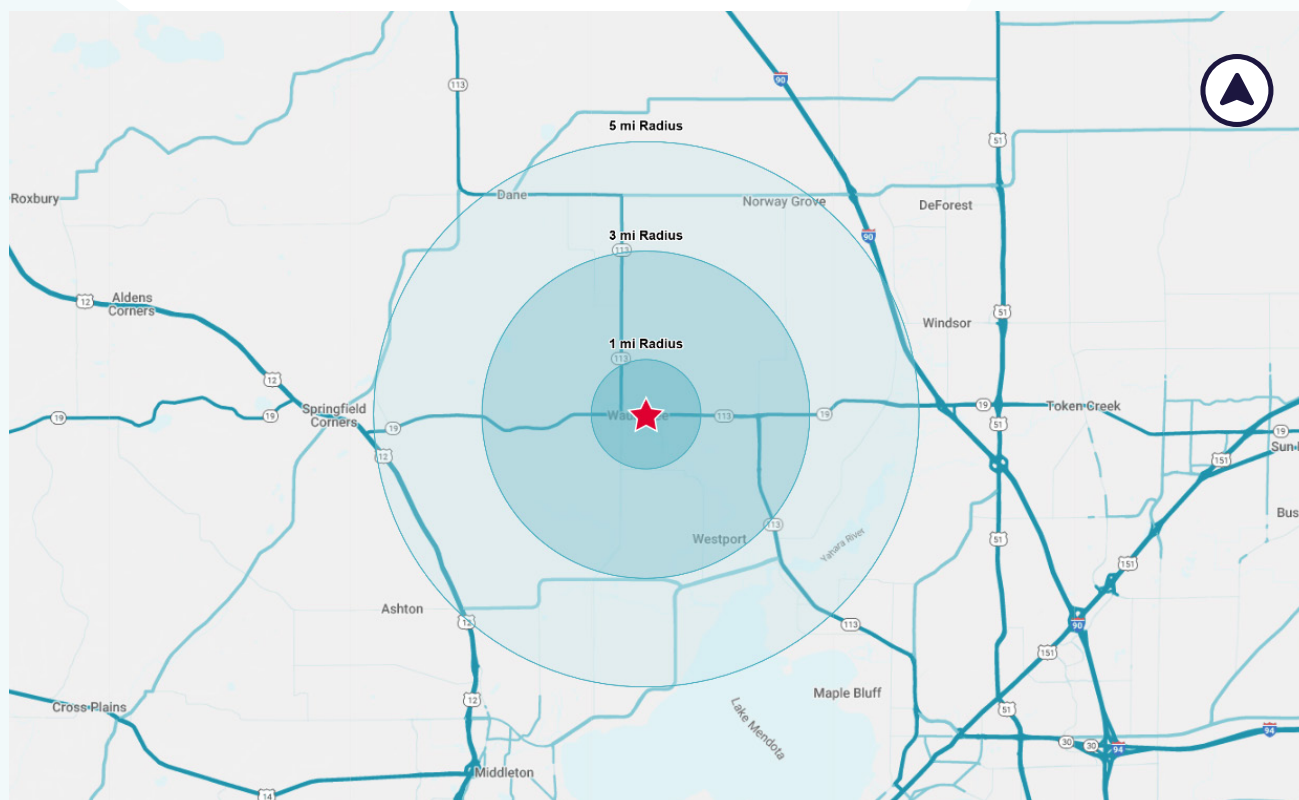 90
113
51
5 mi Radius
Dane
Roxbury
Norway Grove
DeForest
3 mi Radius
90
113
12
Aldens
Corners
51
Windsor
1 mi Radius
113
12
Springfield
Corners
19
19
19
113
19
19
51
Token Creek
19
12
151
51
113
Westport
Yahara River
151
Ashton
12
113
90
151
12
Maple Bluff
Cross Plains
51
Lake Mendota
30
30
94
94
Middleton
14